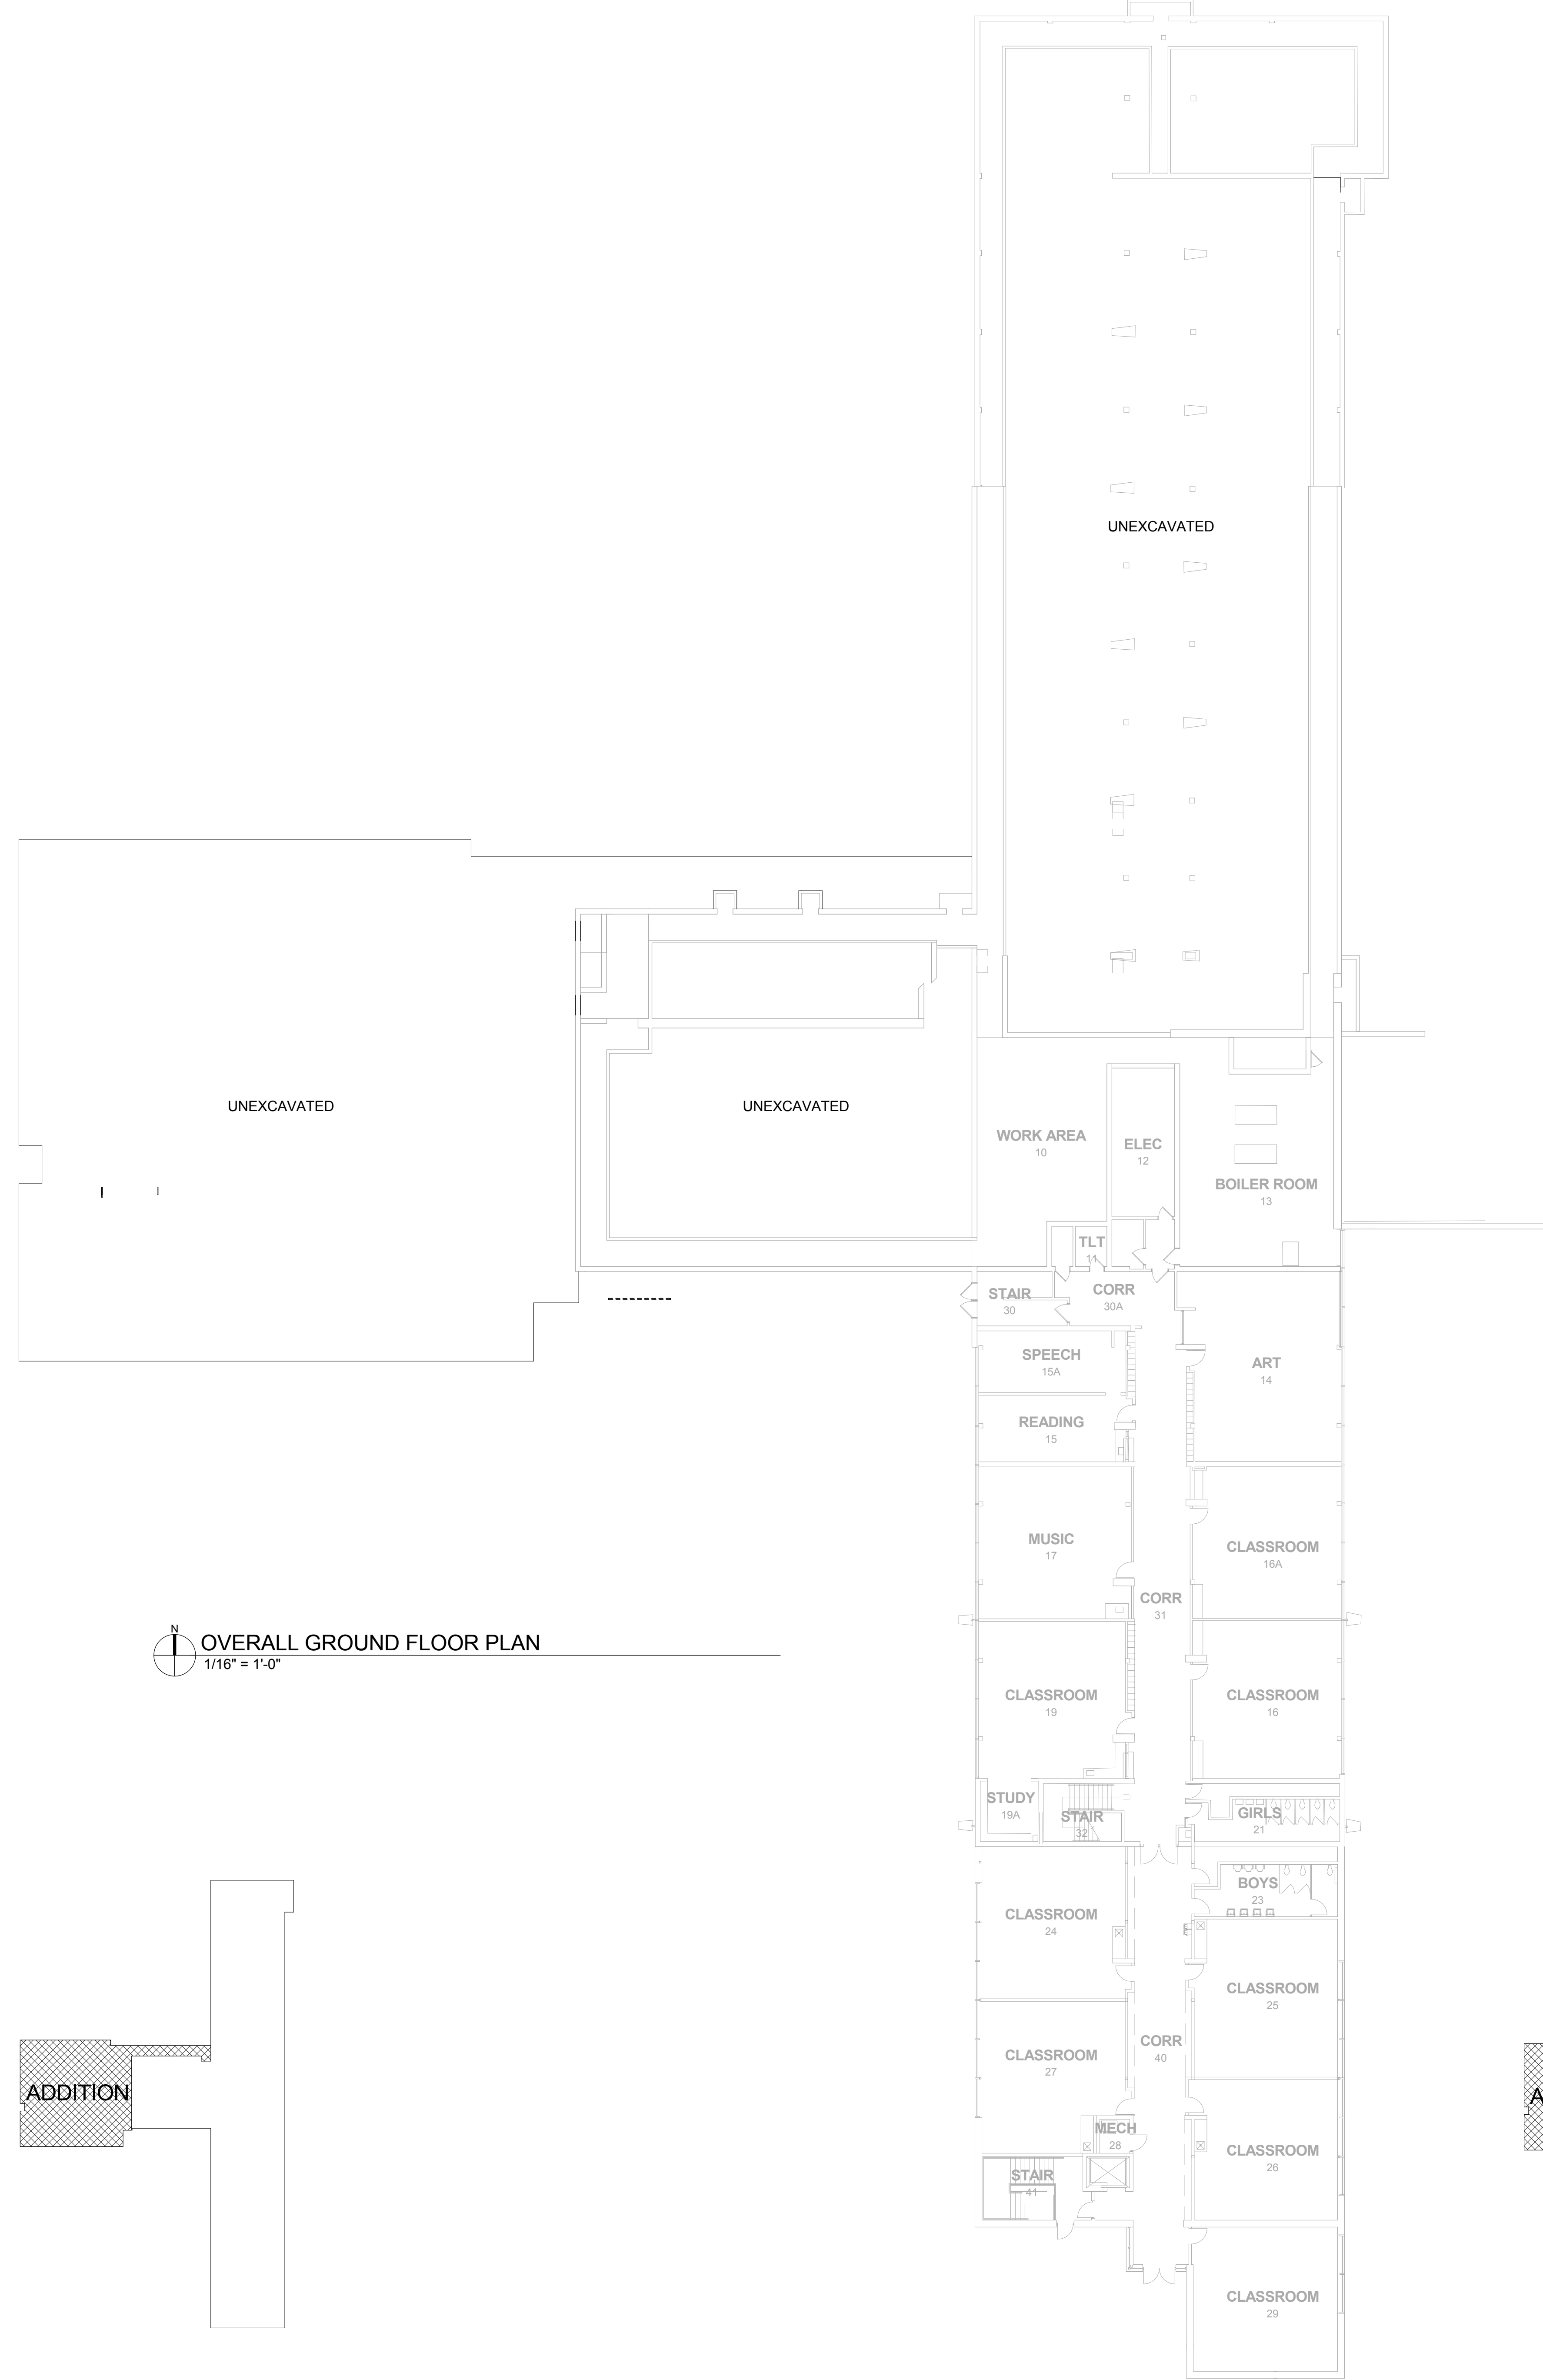 UNEXCAVATED
UNEXCAVATED
UNEXCAVATED
WORK AREA
10
ELEC
12
BOILER ROOM
13
TLT
11
STAIR
30
CORR
30A
SPEECH
15A
ART
14
READING
15
MUSIC
17
CLASSROOM
16A
CORR
31
N
OVERALL GROUND FLOOR PLAN
1/16" = 1'-0"
CLASSROOM
19
CLASSROOM
16
STUDY
19A
STAIR
32
GIRLS
21
BOYS
23
CLASSROOM
24
CLASSROOM
25
CORR
40
CLASSROOM
27
ADDITION
MECH
28
CLASSROOM
26
STAIR
41
CLASSROOM
29